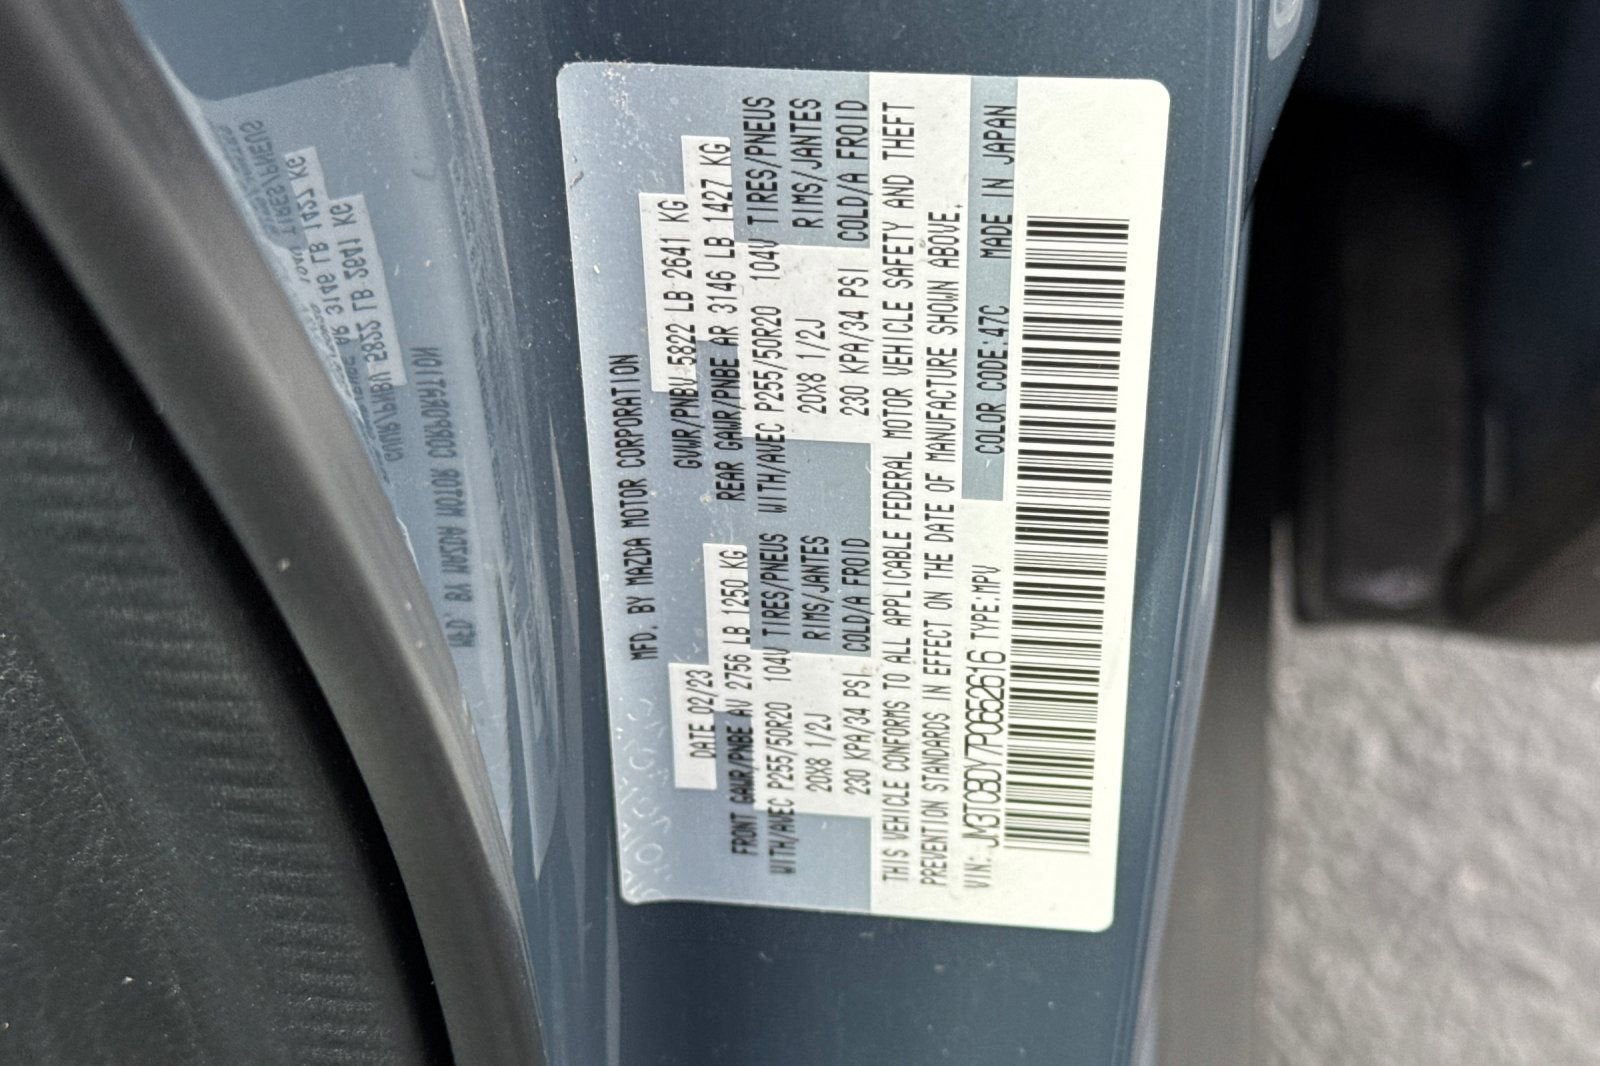 MFD. BY MAZDA MOTOR CORPORATION
DATE 02/23 GVWR/PNBV 5822 LB 2641 KG
FRONT GAWR/PNBE AV 2756 LB 1250 KG REAR GAWR/PNBE AR 3146 LB 1427 KG
WITH/AVEC P255/50R20 104V TIRES/PNEUS WITH/AVEC P255/50R20 104V TIRES/PNEUS
20X8 1/2J RIMS/JANTES 20X8 1/2J RIMS/JANTES
230 KPA/34 PSI COLD/A FROID 230 KPA/34 PSI COLD/A FROID
THIS VEHICLE CONFORMS TO ALL APPLICABLE FEDERAL MOTOR VEHICLE SAFETY AND THEFT
PREVENTION STANDARDS IN EFFECT ON THE DATE OF MANUFACTURE SHOWN ABOVE.
VIN: JM3TCBDY7P0652616 TYPE:MPV COLOR CODE:47C MADE IN JAPAN